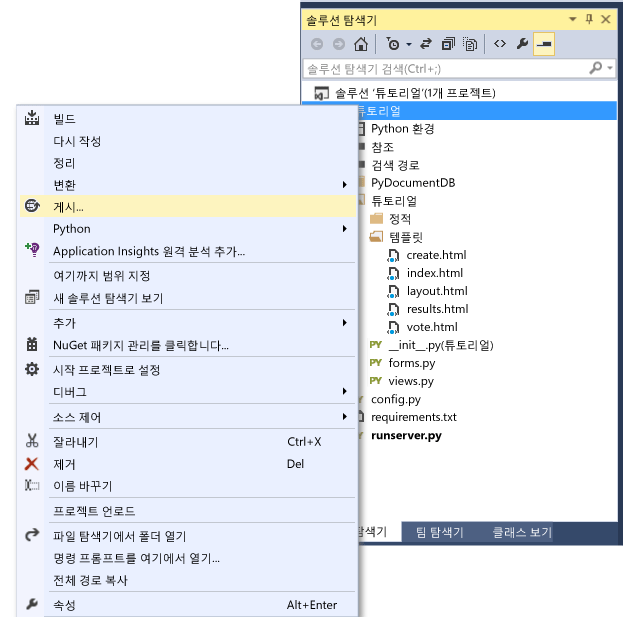 솔루션 탐색기
솔루션 탐색기 검색(Ctrl+;)
솔루션 '튜토리얼'(1개 프로젝트)
튜토리얼
Python 환경
참조
검색 경로
PyDocumentDB
튜토리얼
정적
템플릿
create.html
index.html
layout.html
results.html
vote.html
PY __init__.py(튜토리얼)
PY forms.py
PY views.py
config.py
requirements.txt
runserver.py
탐색기
팀 탐색기
클래스 보기
빌드
다시 작성
정리
변환
게시...
Python
Application Insights 원격 분석 추가...
여기까지 범위 지정
새 솔루션 탐색기 보기
추가
NuGet 패키지 관리를 클릭합니다...
시작 프로젝트로 설정
디버그
소스 제어
잘라내기 Ctrl+X
제거 Del
이름 바꾸기
프로젝트 언로드
파일 탐색기에서 폴더 열기
명령 프롬프트를 여기에서 열기...
전체 경로 복사
속성 Alt+Enter